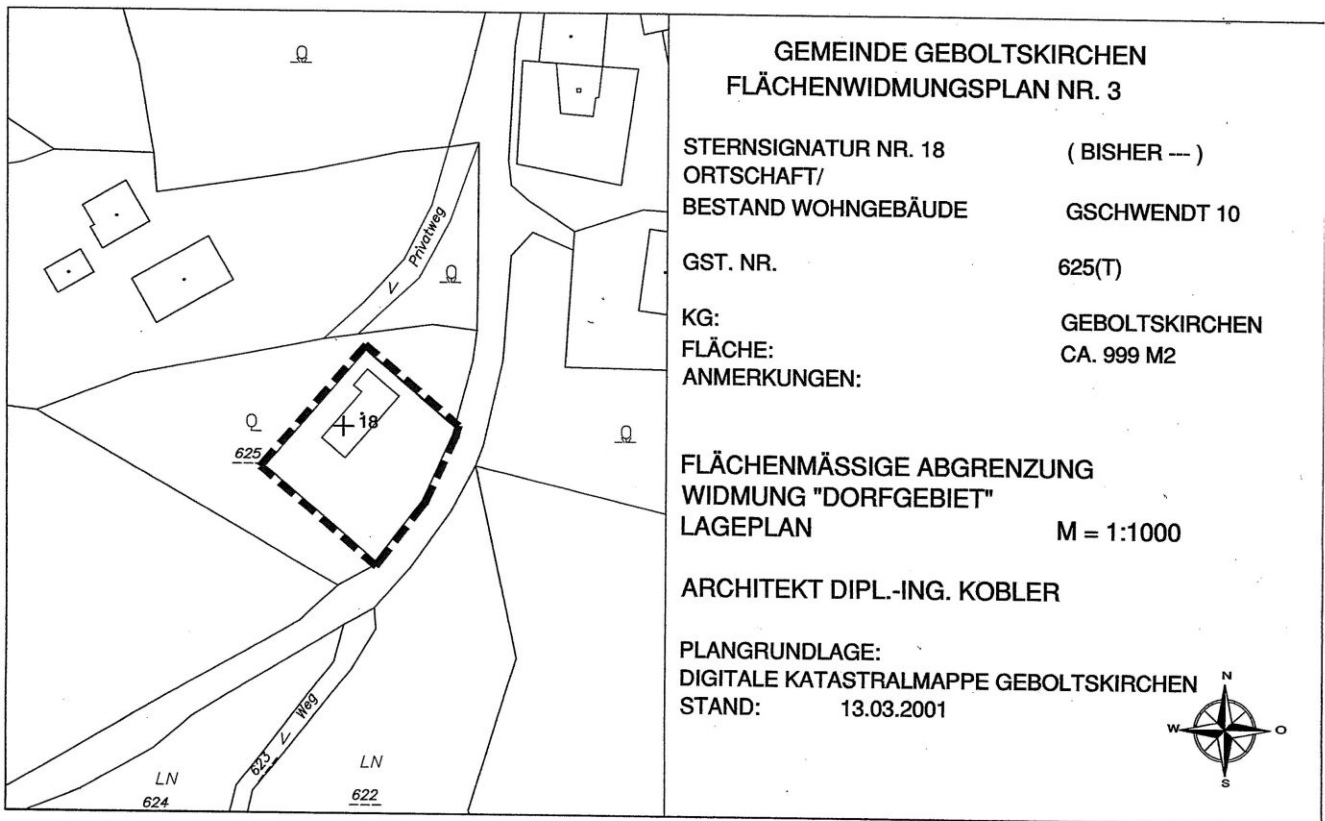 GEMEINDE GEBOLTSKIRCHEN
FLÄCHENWIDMUNGSPLAN NR. 3
STERNSIGNATUR NR. 18 ( BISHER --- )
ORTSCHAFT/
BESTAND WOHNGEBÄUDE GSCHWENDT 10
GST. NR. 625(T)
KG: GEBOLTSKIRCHEN
FLÄCHE: CA. 999 M2
ANMERKUNGEN:
FLÄCHENMÄSSIGE ABGRENZUNG
WIDMUNG "DORFGEBIET"
LAGEPLAN M = 1:1000
ARCHITEKT DIPL.-ING. KOBLER
PLANGRUNDLAGE:
DIGITALE KATASTRALMAPPE GEBOLTSKIRCHEN
STAND: 13.03.2001
N
W O
S
Privatweg
18
625
Weg
623
LN
624
LN
622